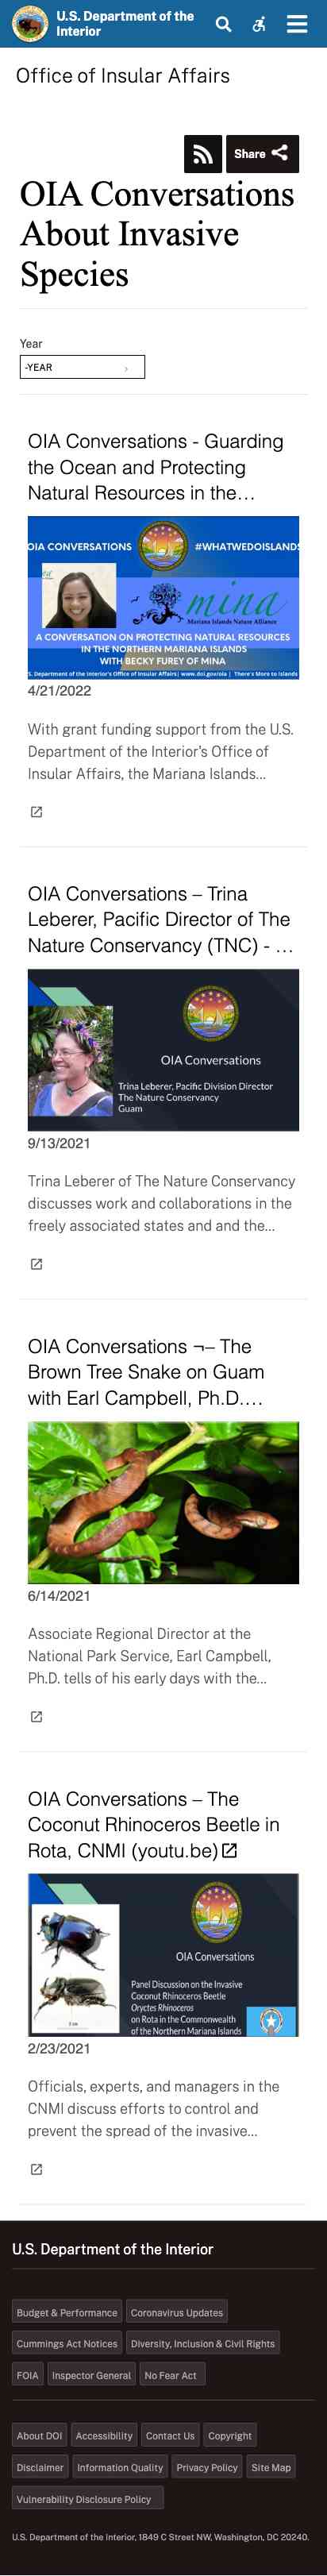 U.S. Department of the
Interior
Office of Insular Affairs
Share
OIA Conversations
About Invasive
Species
Year
-YEAR
OIA Conversations - Guarding
the Ocean and Protecting
Natural Resources in the…
OIA CONVERSATIONS
#WHATWEDOISLANDS
mina
Mariana Islands Nature Alliance
A CONVERSATION ON PROTECTING NATURAL RESOURCES
IN THE NORTHERN MARIANA ISLANDS
WITH BECKY FUREY OF MINA
U.S. Department of the Interior's Office of Insular Affairs| www.doi.gov/oia | There's More to Islands
4/21/2022
With grant funding support from the U.S.
Department of the Interior's Office of
Insular Affairs, the Mariana Islands...
OIA Conversations – Trina
Leberer, Pacific Director of The
Nature Conservancy (TNC) - …
OIA Conversations
Trina Leberer, Pacific Division Director
The Nature Conservancy
Guam
9/13/2021
Trina Leberer of The Nature Conservancy
discusses work and collaborations in the
freely associated states and and the...
OIA Conversations ¬– The
Brown Tree Snake on Guam
with Earl Campbell, Ph.D.…
6/14/2021
Associate Regional Director at the
National Park Service, Earl Campbell,
Ph.D. tells of his early days with the...
OIA Conversations – The
Coconut Rhinoceros Beetle in
Rota, CNMI (youtu.be)
OIA Conversations
Panel Discussion on the Invasive
Coconut Rhinoceros Beetle
Oryctes Rhinoceros
on Rota in the Commonwealth
of the Northern Mariana Islands
2/23/2021
Officials, experts, and managers in the
CNMI discuss efforts to control and
prevent the spread of the invasive...
U.S. Department of the Interior
Budget & Performance
Coronavirus Updates
Cummings Act Notices
Diversity, Inclusion & Civil Rights
FOIA
Inspector General
No Fear Act
About DOI
Accessibility
Contact Us
Copyright
Disclaimer
Information Quality
Privacy Policy
Site Map
Vulnerability Disclosure Policy
U.S. Department of the Interior, 1849 C Street NW, Washington, DC 20240.